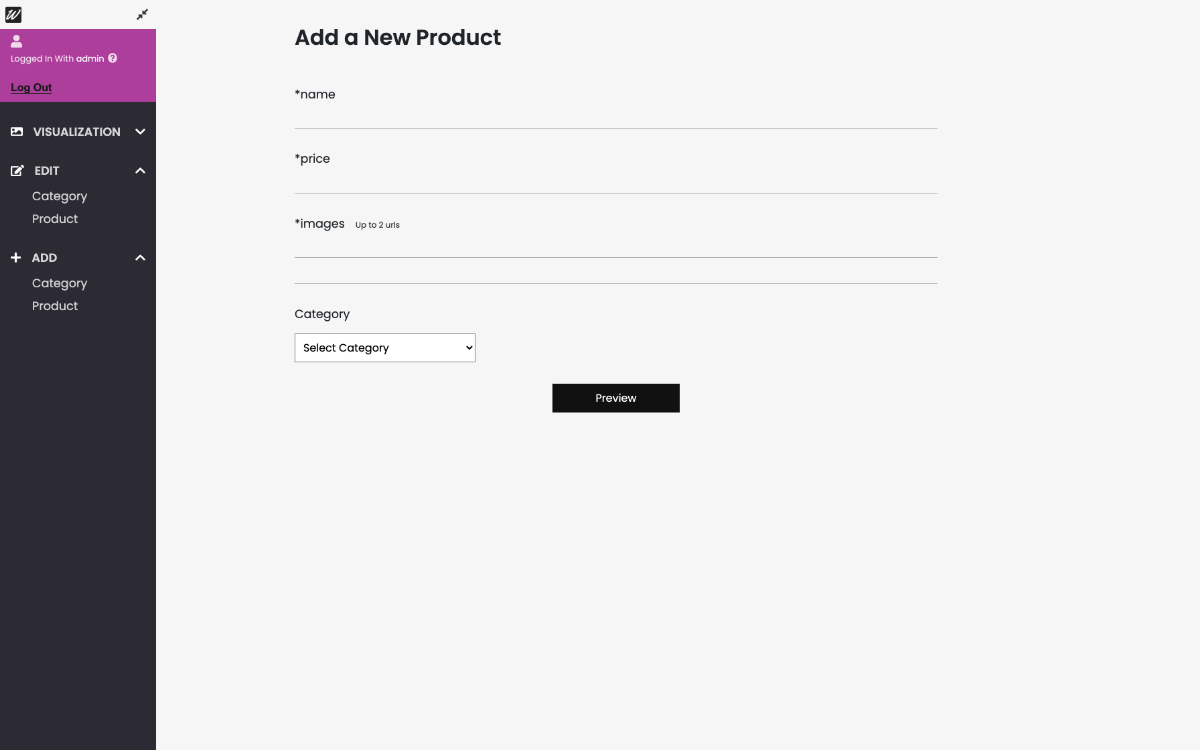 W
Logged In With admin
Log Out
VISUALIZATION
EDIT
Category
Product
ADD
Category
Product
Add a New Product
*name
*price
*images Up to 2 urls
Category
Select Category
Preview